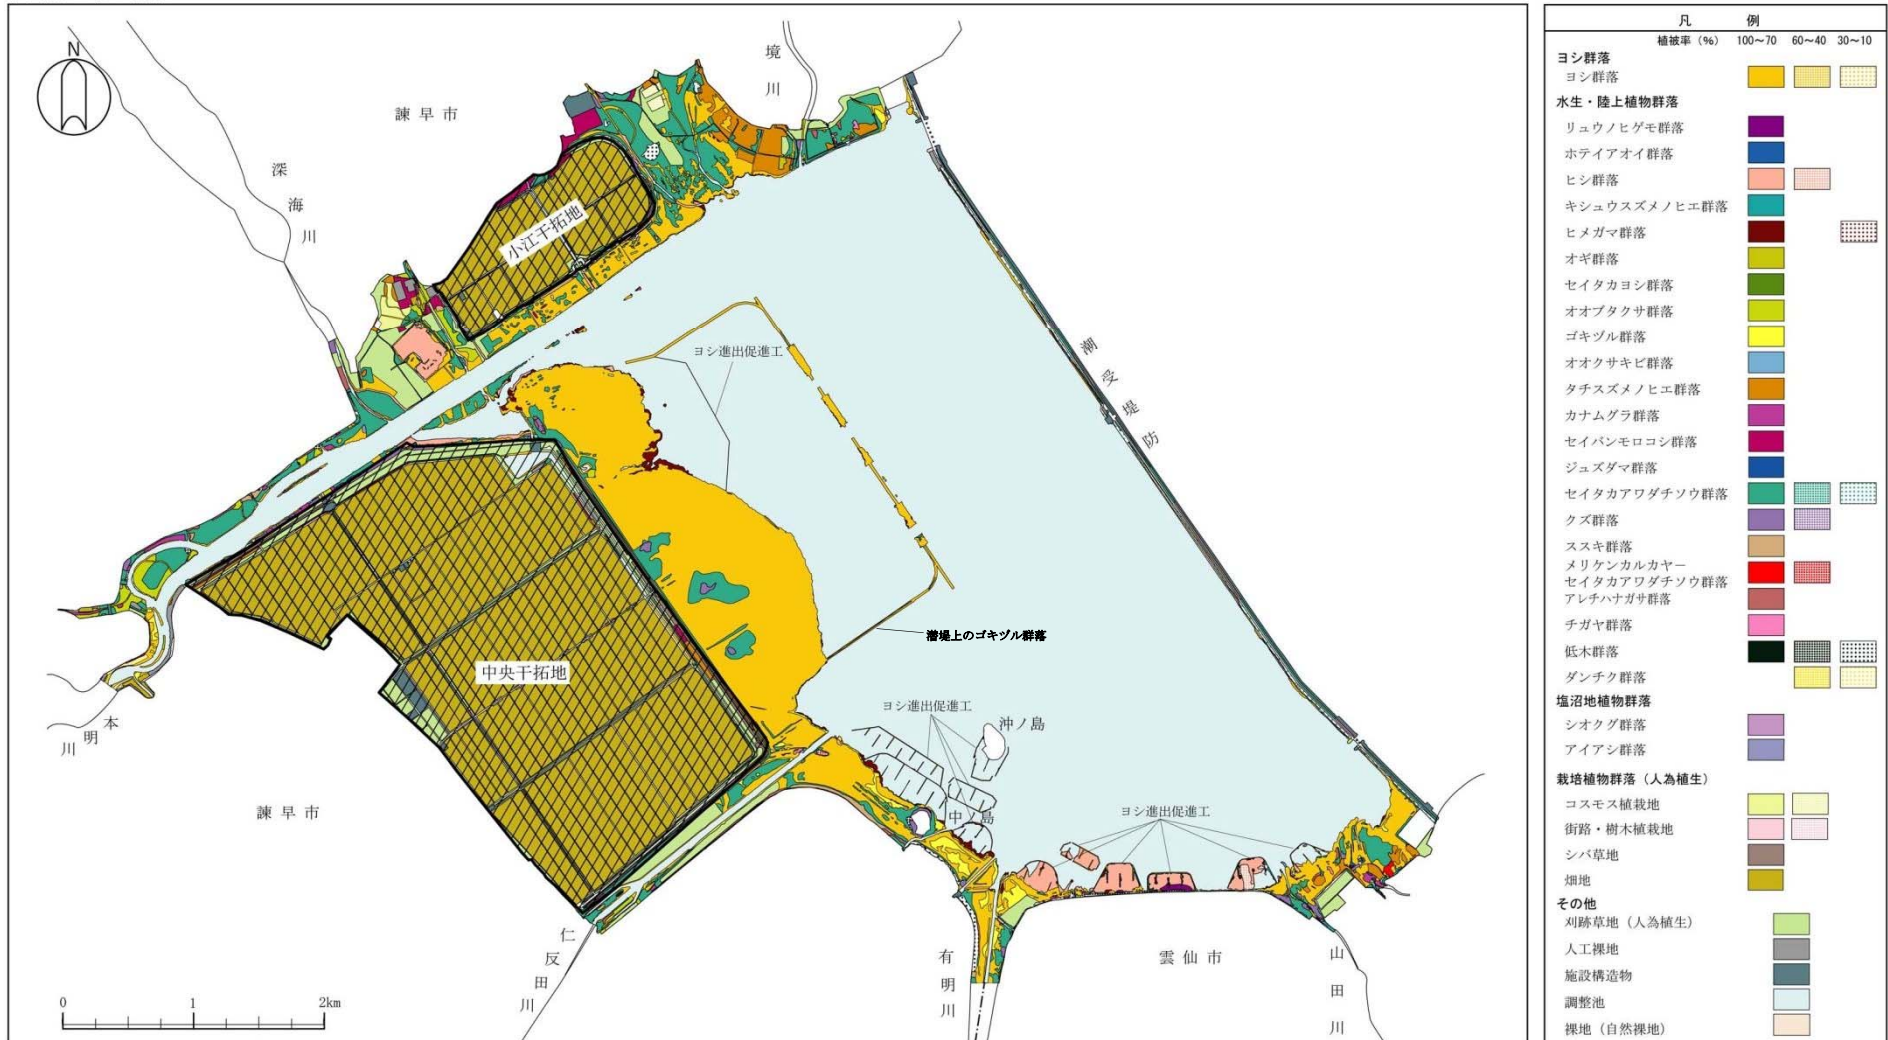 N
諫早市
境川
深海川
小江干拓地
ヨシ進出促進工
潮受堤防
潜堤上のゴキヅル群落
中央干拓地
本明川
ヨシ進出促進工
沖ノ島
中ノ島
ヨシ進出促進工
諫早市
仁反田川
有明川
雲仙市
山田川
0 1 2km
凡 例
植被率（%） 100～70 60～40 30～10
ヨシ群落
ヨシ群落
水生・陸上植物群落
リュウノヒゲモ群落
ホテイアオイ群落
ヒシ群落
キシュウスズメノヒエ群落
ヒメガマ群落
オギ群落
セイタカヨシ群落
オオブタクサ群落
ゴキヅル群落
オオクサキビ群落
タチスズメノヒエ群落
カナムグラ群落
セイバンモロコシ群落
ジュズダマ群落
セイタカアワダチソウ群落
クズ群落
ススキ群落
メリケンカルカヤー
セイタカアワダチソウ群落
アレチハナガサ群落
チガヤ群落
低木群落
ダンチク群落
塩沼地植物群落
シオクグ群落
アイアシ群落
栽培植物群落（人為植生）
コスモス植栽地
街路・樹木植栽地
シバ草地
畑地
その他
刈跡草地（人為植生）
人工裸地
施設構造物
調整池
裸地（自然裸地）